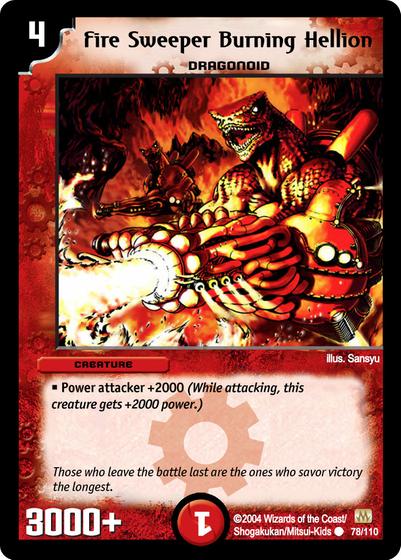 4
Fire Sweeper Burning Hellion
DRAGONOID
illus. Sansyu
CREATURE
▪ Power attacker +2000 (While attacking, this
creature gets +2000 power.)
Those who leave the battle last are the ones who savor victory
the longest.
3000+
1
©2004 Wizards of the Coast/
Shogakukan/Mitsui-Kids ● 78/110